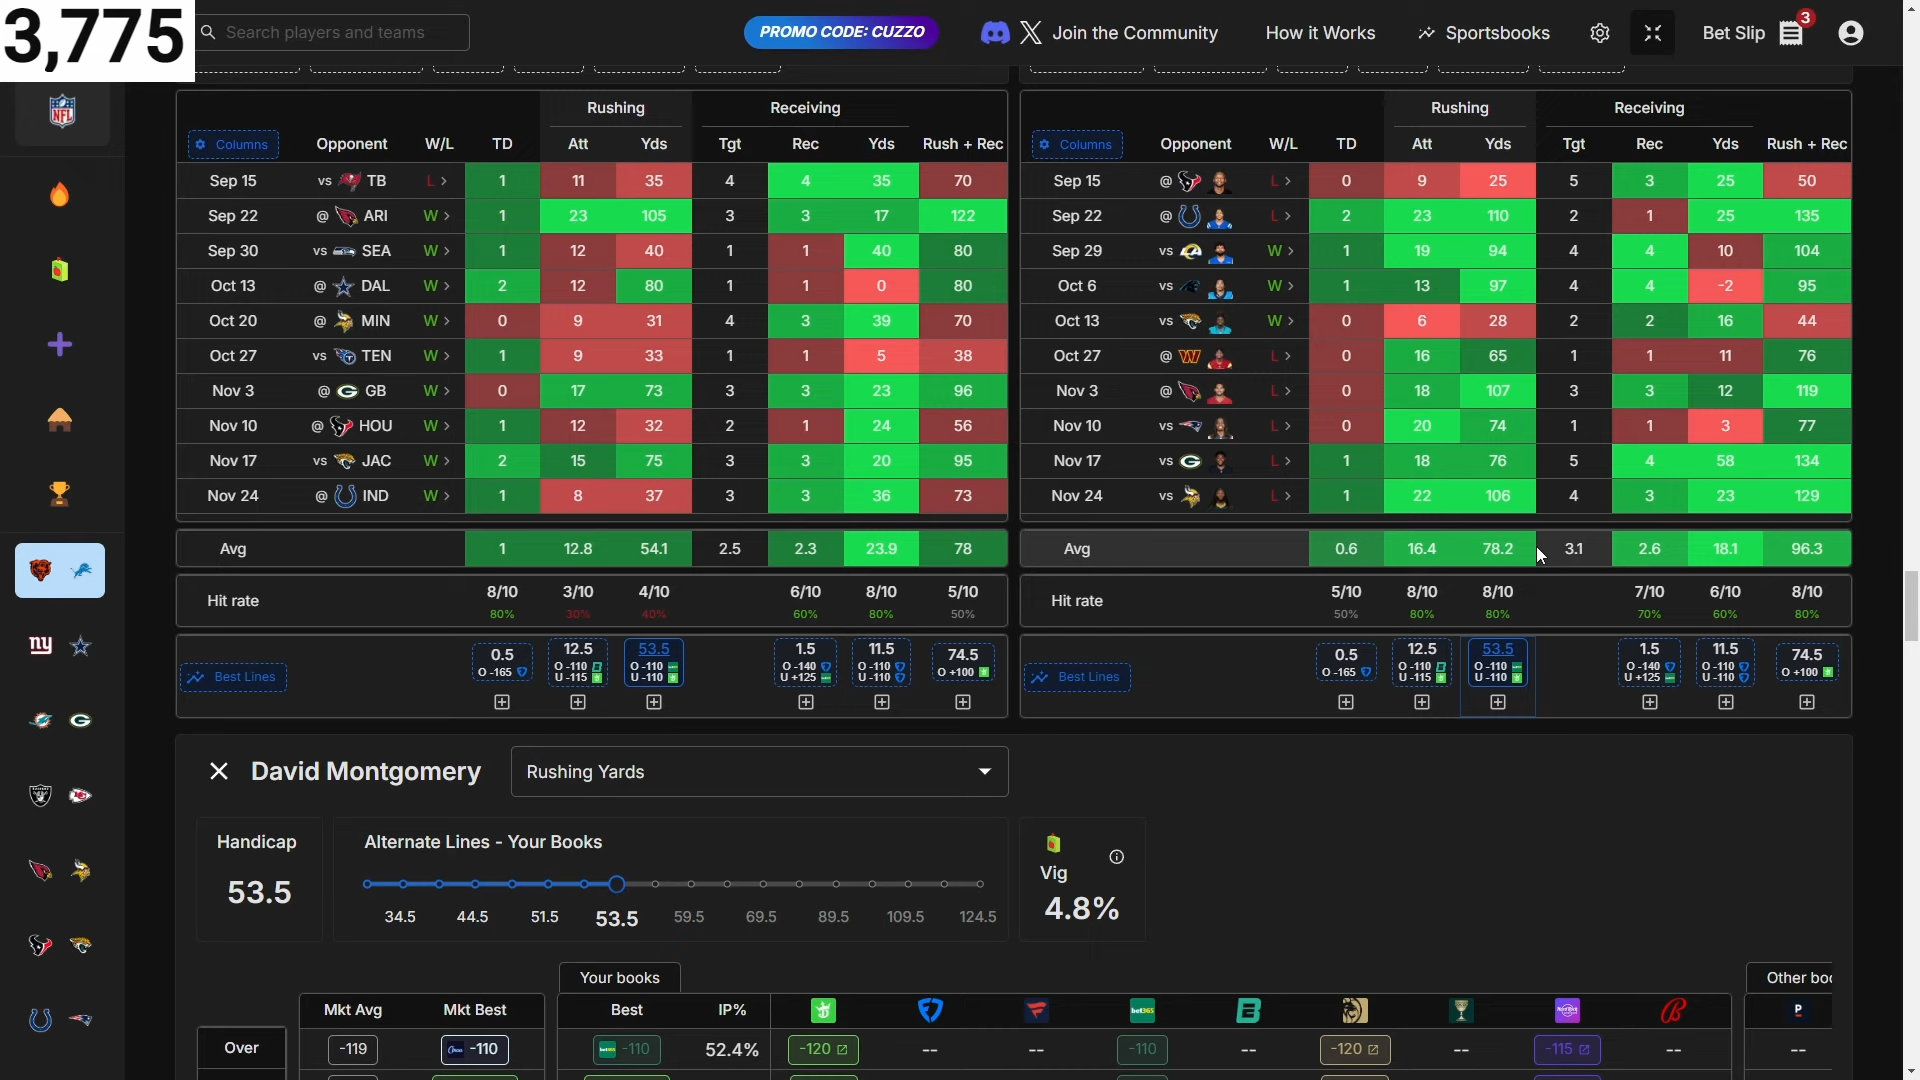 3,775
Search players and teams
PROMO CODE: CUZZO
Join the Community
How it Works
Sportsbooks
Bet Slip
3
Rushing Receiving
Columns Opponent W/L TD Att Yds Tgt Rec Yds Rush + Rec
Sep 15 vs TB L > 1 11 35 4 4 35 70
Sep 22 @ ARI W > 1 23 105 3 3 17 122
Sep 30 vs SEA W > 1 12 40 1 1 40 80
Oct 13 @ DAL W > 2 12 80 1 1 0 80
Oct 20 @ MIN W > 0 9 31 4 3 39 70
Oct 27 vs TEN W > 1 9 33 1 1 5 38
Nov 3 @ GB W > 0 17 73 3 3 23 96
Nov 10 @ HOU W > 1 12 32 2 1 24 56
Nov 17 vs JAC W > 2 15 75 3 3 20 95
Nov 24 @ IND W > 1 8 37 3 3 36 73
Avg 1 12.8 54.1 2.5 2.3 23.9 78
Hit rate 8/10 3/10 4/10 6/10 8/10 5/10
80% 30% 40% 60% 80% 50%
Best Lines
0.5 12.5 53.5 1.5 11.5 74.5
O -165 O -110 O -110 O -140 O -110 O +100
U -115 U -110 U +125 U -110
Rushing Receiving
Columns Opponent W/L TD Att Yds Tgt Rec Yds Rush + Rec
Sep 15 @ L > 0 9 25 5 3 25 50
Sep 22 @ L > 2 23 110 2 1 25 135
Sep 29 vs W > 1 19 94 4 4 10 104
Oct 6 vs W > 1 13 97 4 4 -2 95
Oct 13 vs W > 0 6 28 2 2 16 44
Oct 27 @ L > 0 16 65 1 1 11 76
Nov 3 @ L > 0 18 107 3 3 12 119
Nov 10 vs L > 0 20 74 1 1 3 77
Nov 17 vs L > 1 18 76 5 4 58 134
Nov 24 vs L > 1 22 106 4 3 23 129
Avg 0.6 16.4 78.2 3.1 2.6 18.1 96.3
Hit rate 5/10 8/10 8/10 7/10 6/10 8/10
50% 80% 80% 70% 60% 80%
Best Lines
0.5 12.5 53.5 1.5 11.5 74.5
O -165 O -110 O -110 O -140 O -110 O +100
U -115 U -110 U +125 U -110
David Montgomery
Rushing Yards
Handicap
53.5
Alternate Lines - Your Books
34.5 44.5 51.5 53.5 59.5 69.5 89.5 109.5 124.5
Vig
4.8%
Your books
Other boo
Mkt Avg Mkt Best Best IP%
bet365
Over -119 -110 -110 52.4% -120 -- -- -110 -- -120 -- -115 -- --